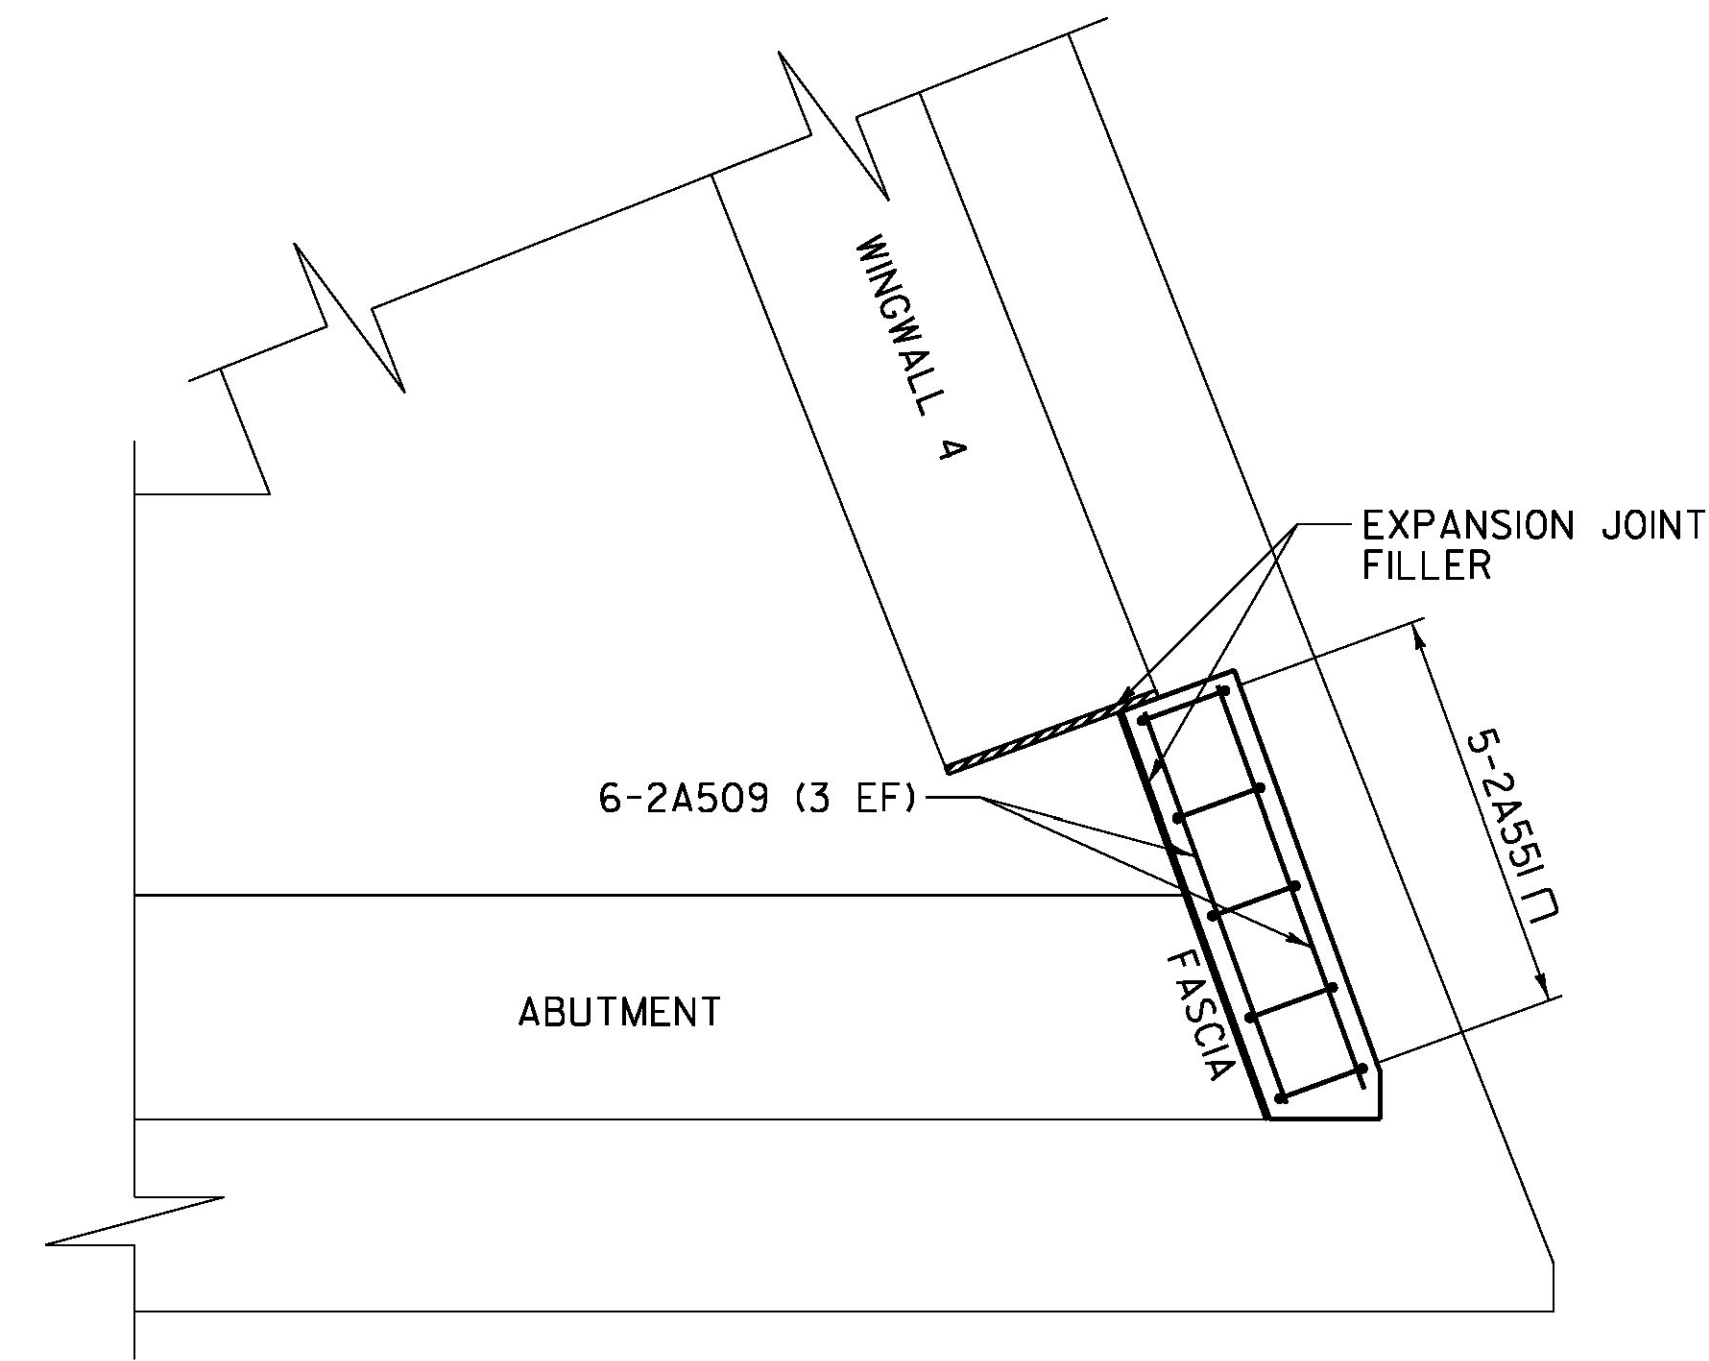 WINGWALL 4
EXPANSION JOINT
FILLER
6-2A509 (3 EF)
5-2A551
FASCIA
ABUTMENT